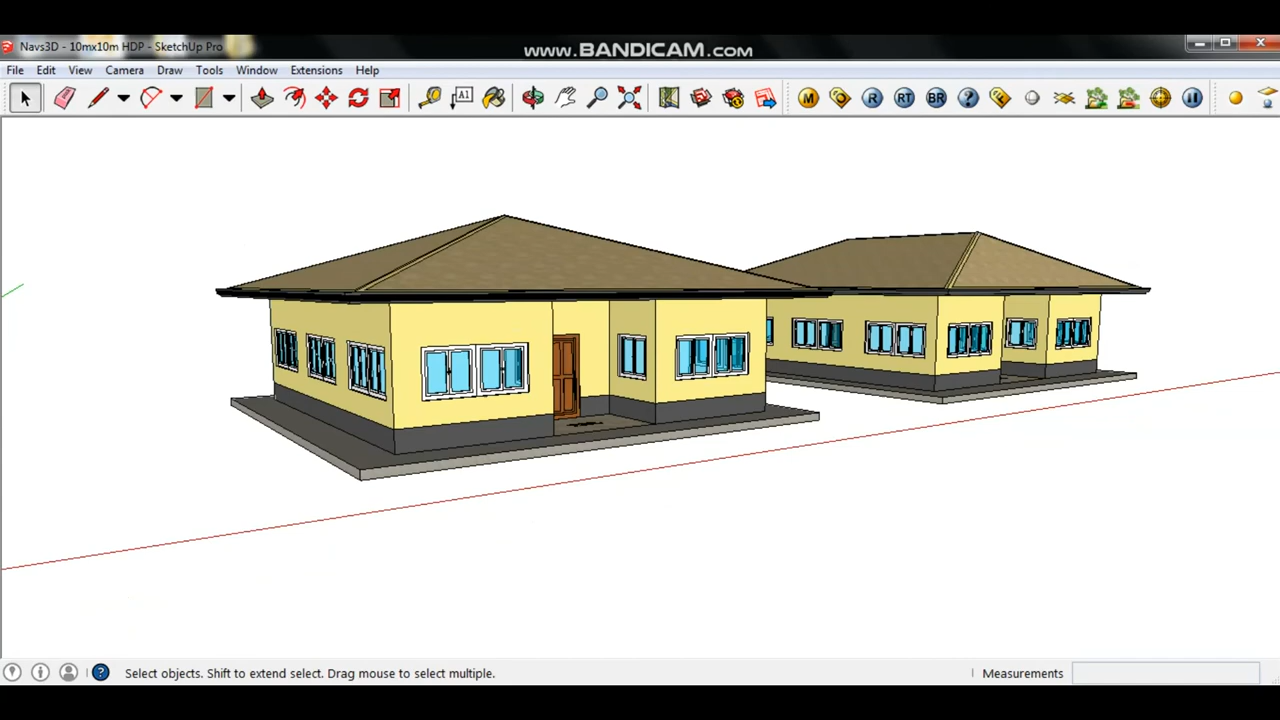 www.BANDICAM.com
Navs3D - 10mx10m HDP - SketchUp Pro
File Edit View Camera Draw Tools Window Extensions Help
A1 M R RT BR ?
? Select objects. Shift to extend select. Drag mouse to select multiple. Measurements